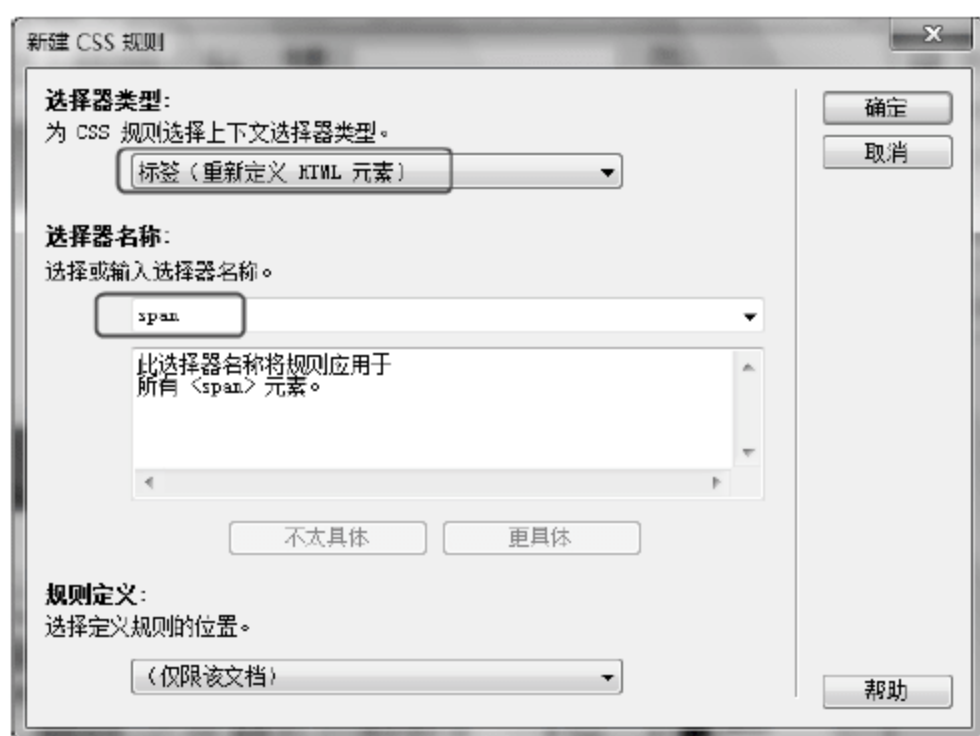 新建 CSS 规则
选择器类型:
为 CSS 规则选择上下文选择器类型。
标签（重新定义 HTML 元素）
选择器名称:
选择或输入选择器名称。
span
此选择器名称将规则应用于
所有 <span> 元素。
不太具体
更具体
规则定义:
选择定义规则的位置。
（仅限该文档）
确定
取消
帮助